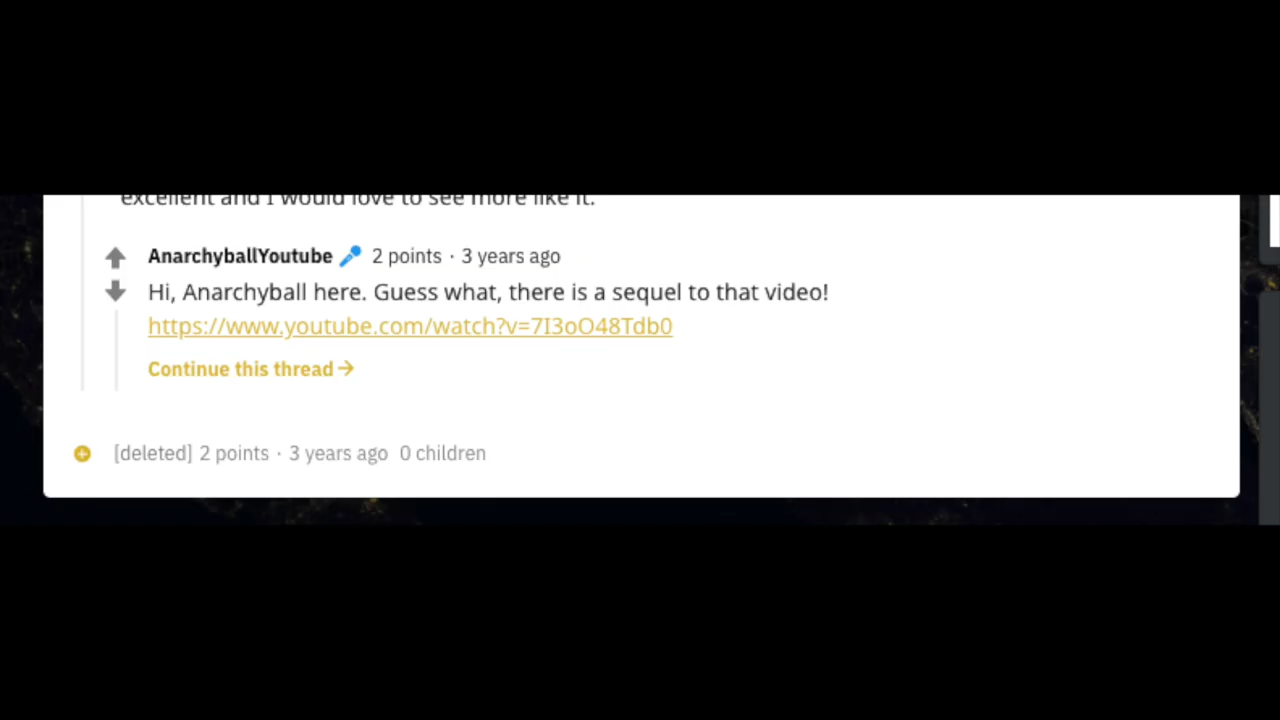 excellent and I would love to see more like it.
AnarchyballYoutube 2 points · 3 years ago
Hi, Anarchyball here. Guess what, there is a sequel to that video!
https://www.youtube.com/watch?v=7I3oO48Tdb0
Continue this thread →
[deleted] 2 points · 3 years ago 0 children